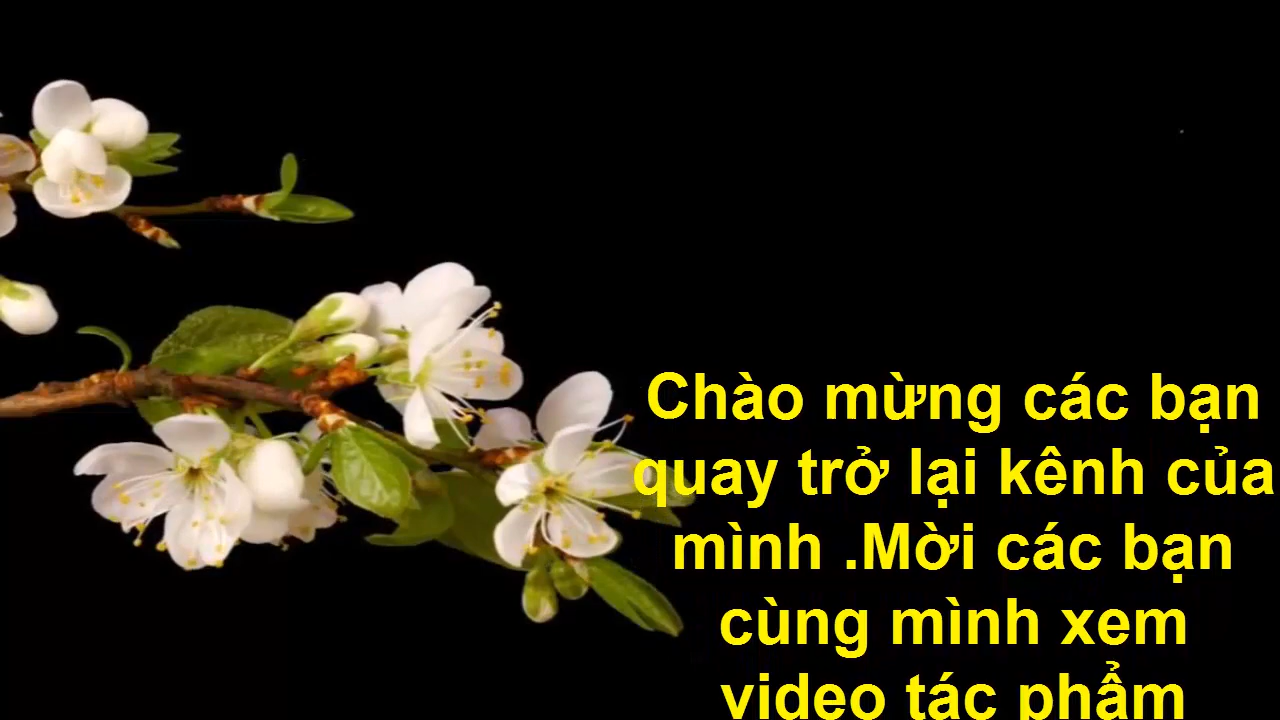 Chào mừng các bạn
quay trở lại kênh của
mình .Mời các bạn
cùng mình xem
video tác phẩm